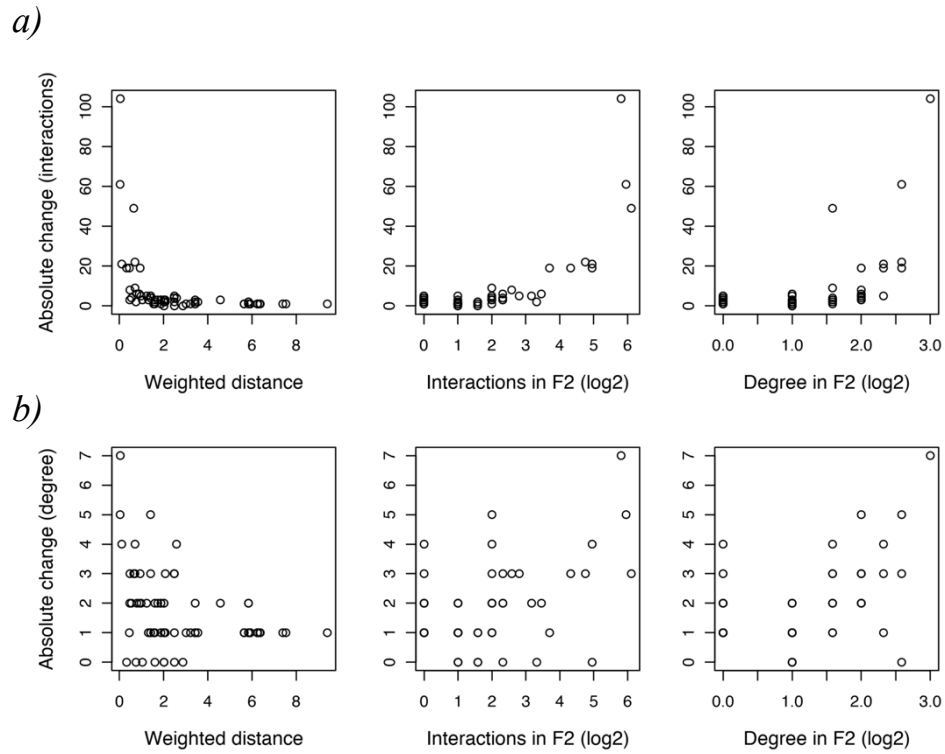 a)
Absolute change (interactions)
0 20 40 60 80 100
0 2 4 6 8
Weighted distance
0 1 2 3 4 5 6
0 20 40 60 80 100
Interactions in F2 (log2)
0 20 40 60 80 100
0.0 1.0 2.0 3.0
Degree in F2 (log2)
b)
Absolute change (degree)
0 1 2 3 4 5 6 7
0 2 4 6 8
Weighted distance
0 1 2 3 4 5 6 7
0 1 2 3 4 5 6
Interactions in F2 (log2)
0 1 2 3 4 5 6 7
0.0 1.0 2.0 3.0
Degree in F2 (log2)